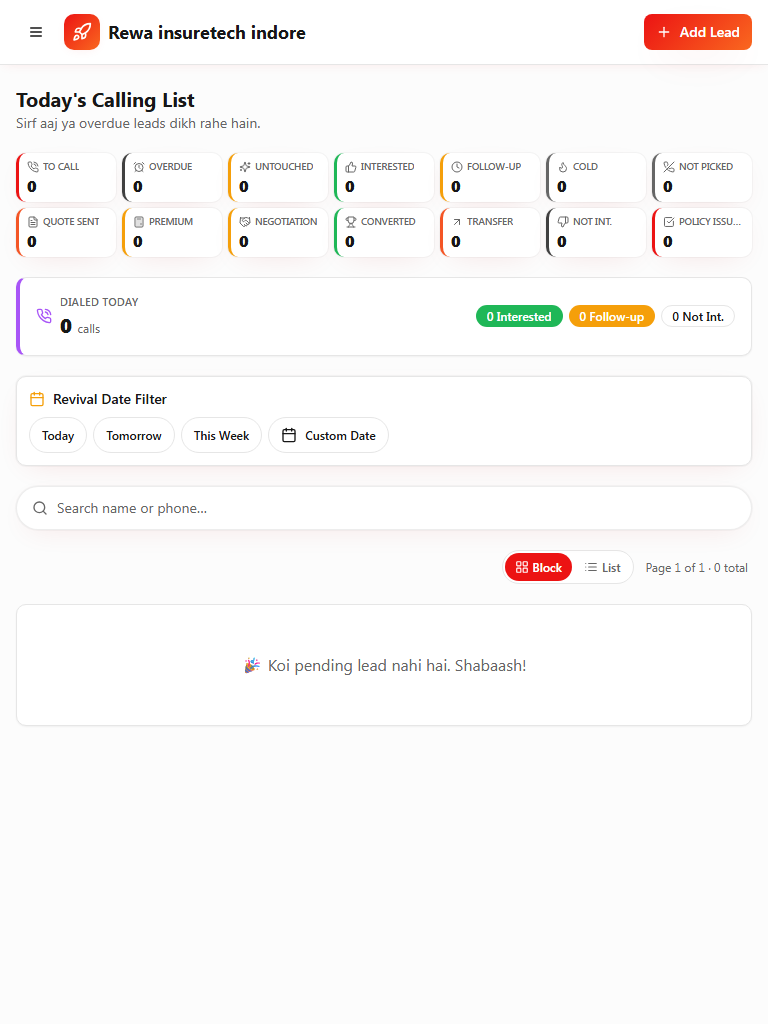 Rewa insuretech indore
Add Lead
Today's Calling List
Sirf aaj ya overdue leads dikh rahe hain.
TO CALL
0
OVERDUE
0
UNTOUCHED
0
INTERESTED
0
FOLLOW-UP
0
COLD
0
NOT PICKED
0
QUOTE SENT
0
PREMIUM
0
NEGOTIATION
0
CONVERTED
0
TRANSFER
0
NOT INT.
0
POLICY ISSU...
0
DIALED TODAY
0 calls
0 Interested
0 Follow-up
0 Not Int.
Revival Date Filter
Today
Tomorrow
This Week
Custom Date
Search name or phone...
Block
List
Page 1 of 1 · 0 total
🎉 Koi pending lead nahi hai. Shabaash!